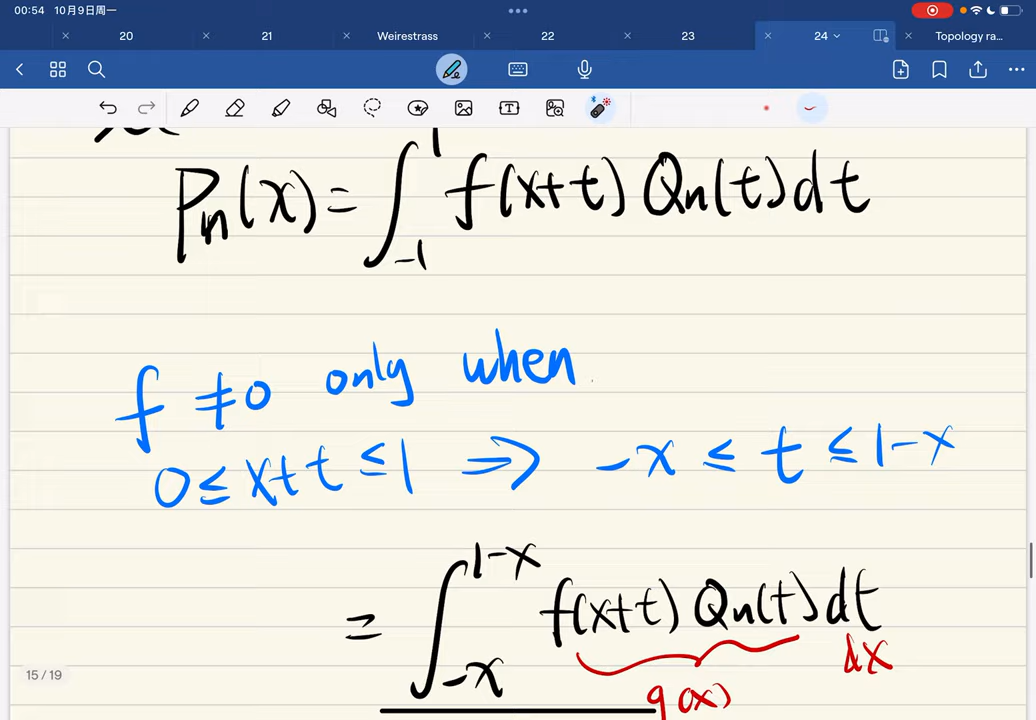 00:54 10月9日周一
20 21 Weirestrass 22 23 24 Topology ra...
Pn(x) = ∫_{-1}^{1} f(x+t) Qn(t) dt
f ≠0 only when
0 ≤ x+t ≤ 1 ⇒ -x ≤ t ≤ 1-x
= ∫_{-x}^{1-x} f(x+t) Qn(t) dt
dx
g(x)
15 / 19